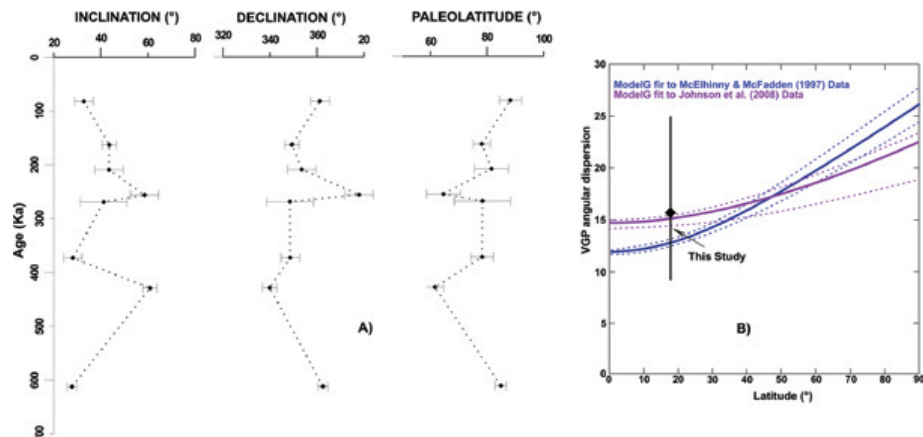 INCLINATION (°) DECLINATION (°) PALEOLATITUDE (°)
20 40 60 80 320 340 360 20 60 80 100
0
100
200
300
400
500
600
00
Age (Ka)
A)
ModelG fir to McElhinny & McFadden (1997) Data
ModelG fit to Johnson et al. (2008) Data
30
25
20
15
10
5
0
VGP angular dispersion
This Study
B)
0 10 20 30 40 50 60 70 80 90
Latitude (°)